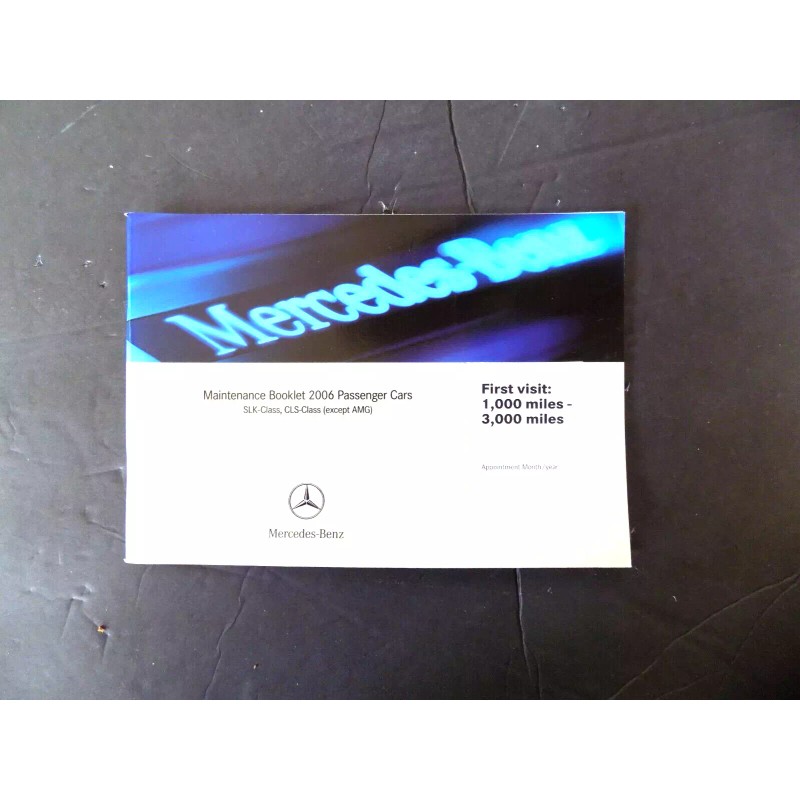 Mercedes-Benz
Maintenance Booklet 2006 Passenger Cars
SLK-Class, CLS-Class (except AMG)
First visit:
1,000 miles -
3,000 miles
Appointment Month/year
Mercedes-Benz